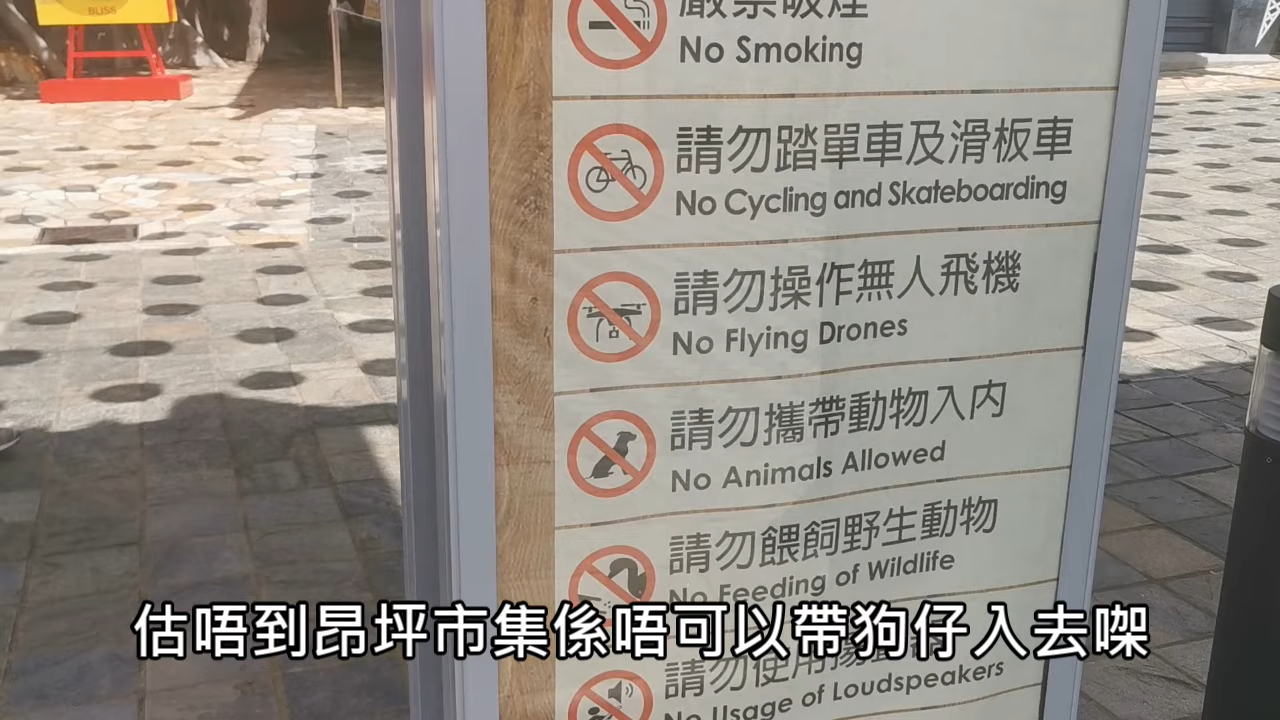 BLISS
嚴禁吸煙
No Smoking
請勿踏單車及滑板車
No Cycling and Skateboarding
請勿操作無人飛機
No Flying Drones
請勿攜帶動物入內
No Animals Allowed
請勿餵飼野生動物
No Feeding of Wildlife
估唔到昂坪市集係唔可以帶狗仔入去㗎
請勿使用揚聲器
No Usage of Loudspeakers